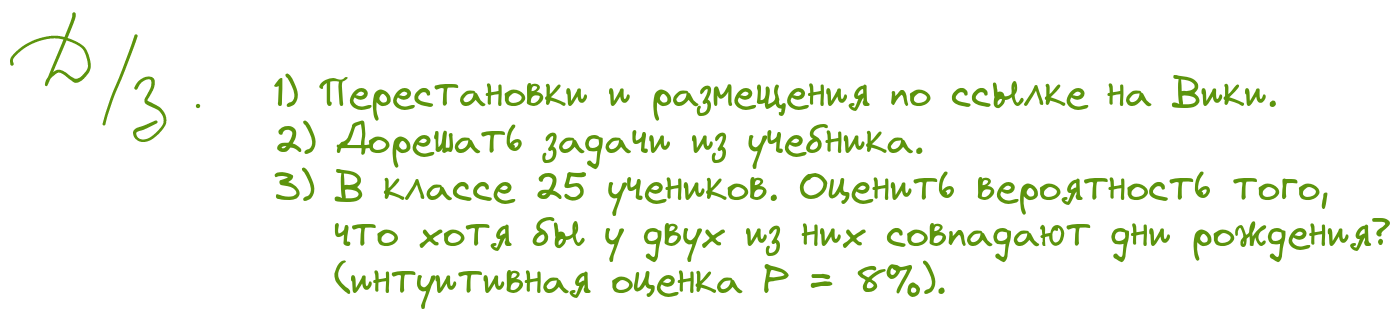 Д/З.
1) Перестановки и размещения по ссылке на Вики.
2) Дорешать задачи из учебника.
3) В классе 25 учеников. Оценить вероятность того,
что хотя бы у двух из них совпадают дни рождения?
(интуитивная оценка P = 8%).